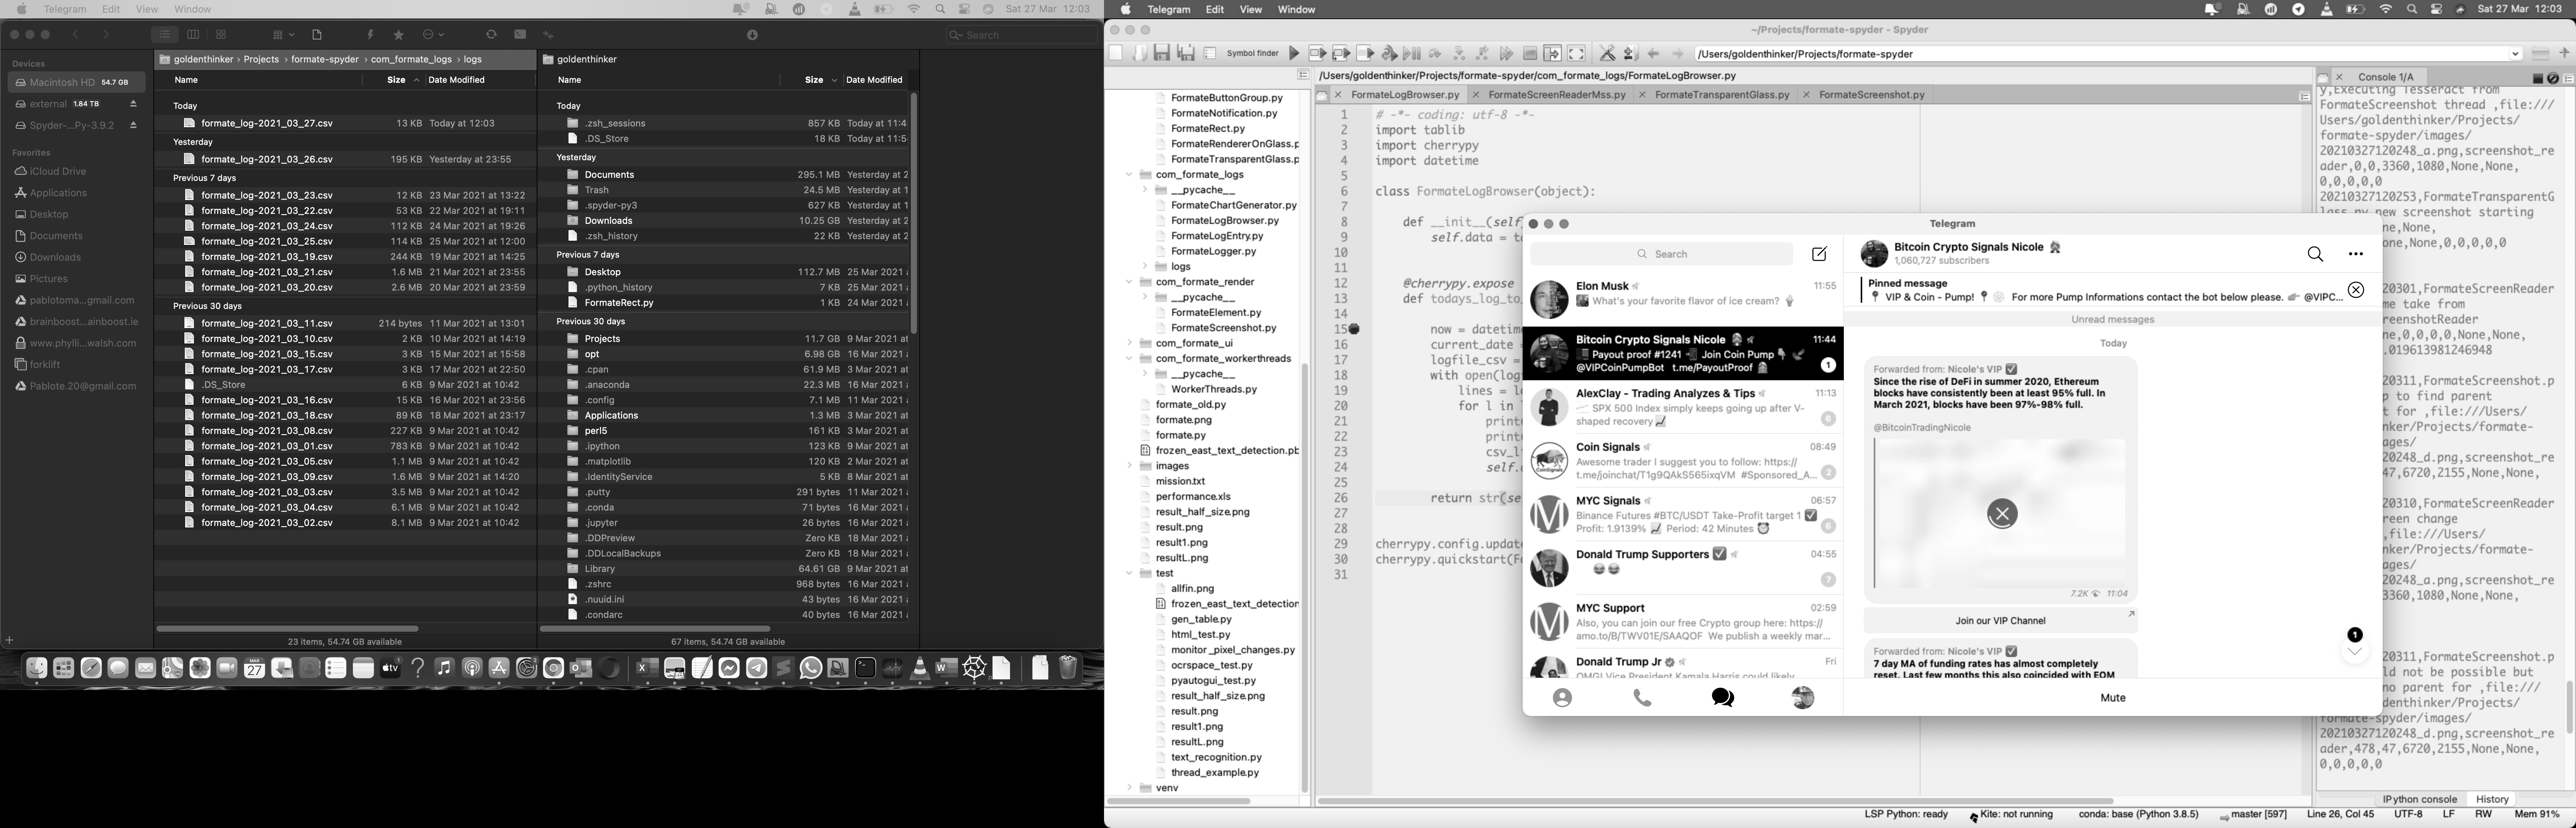 Telegram Edit View Window Sat 27 Mar 12:03
Search
Devices
Macintosh HD 54.7 GB
external 1.84 TB
Spyder-...Py-3.9.2
Favorites
iCloud Drive
Applications
Desktop
Documents
Downloads
Pictures
pablotoma...gmail.com
brainboost...ainboost.ie
www.phylli...walsh.com
forklift
Pablote.20@gmail.com
goldenthinker › Projects › formate-spyder › com_formate_logs › logs
Name Size Date Modified
Today
formate_log-2021_03_27.csv 13 KB Today at 12:03
Yesterday
formate_log-2021_03_26.csv 195 KB Yesterday at 23:55
Previous 7 days
formate_log-2021_03_23.csv 12 KB 23 Mar 2021 at 13:22
formate_log-2021_03_22.csv 53 KB 22 Mar 2021 at 19:11
formate_log-2021_03_24.csv 112 KB 24 Mar 2021 at 19:26
formate_log-2021_03_25.csv 114 KB 25 Mar 2021 at 12:00
formate_log-2021_03_19.csv 244 KB 19 Mar 2021 at 14:25
formate_log-2021_03_21.csv 1.6 MB 21 Mar 2021 at 23:55
formate_log-2021_03_20.csv 2.6 MB 20 Mar 2021 at 23:59
Previous 30 days
formate_log-2021_03_11.csv 214 bytes 11 Mar 2021 at 13:01
formate_log-2021_03_10.csv 2 KB 10 Mar 2021 at 14:19
formate_log-2021_03_15.csv 3 KB 15 Mar 2021 at 15:58
formate_log-2021_03_17.csv 3 KB 17 Mar 2021 at 22:50
.DS_Store 6 KB 9 Mar 2021 at 10:42
formate_log-2021_03_16.csv 15 KB 16 Mar 2021 at 23:56
formate_log-2021_03_18.csv 89 KB 18 Mar 2021 at 23:17
formate_log-2021_03_08.csv 227 KB 9 Mar 2021 at 10:42
formate_log-2021_03_01.csv 783 KB 9 Mar 2021 at 10:42
formate_log-2021_03_05.csv 1.1 MB 9 Mar 2021 at 10:42
formate_log-2021_03_09.csv 1.6 MB 9 Mar 2021 at 14:20
formate_log-2021_03_03.csv 3.5 MB 9 Mar 2021 at 10:42
formate_log-2021_03_04.csv 6.1 MB 9 Mar 2021 at 10:42
formate_log-2021_03_02.csv 8.1 MB 9 Mar 2021 at 10:42
23 items, 54.74 GB available
goldenthinker
Name Size Date Modified
Today
.zsh_sessions 857 KB Today at 11:4
.DS_Store 18 KB Today at 11:5
Yesterday
Documents 295.1 MB Yesterday at 2
Trash 24.5 MB Yesterday at 1
.spyder-py3 627 KB Yesterday at 1
Downloads 10.25 GB Yesterday at 2
.zsh_history 22 KB Yesterday at 2
Previous 7 days
Desktop 112.7 MB 25 Mar 2021
.python_history 7 KB 25 Mar 2021
FormateRect.py 1 KB 24 Mar 2021
Previous 30 days
Projects 11.7 GB 9 Mar 2021 at
opt 6.98 GB 16 Mar 2021
.cpan 61.9 MB 3 Mar 2021 at
.anaconda 22.3 MB 16 Mar 2021
.config 7.1 MB 11 Mar 2021
Applications 1.3 MB 3 Mar 2021 at
perl5 161 KB 3 Mar 2021 at
.ipython 123 KB 9 Mar 2021 at
.matplotlib 120 KB 2 Mar 2021 at
.IdentityService 5 KB 8 Mar 2021 at
.putty 291 bytes 11 Mar 2021
.conda 71 bytes 16 Mar 2021
.jupyter 26 bytes 16 Mar 2021
.DDPreview Zero KB 18 Mar 2021
.DDLocalBackups Zero KB 18 Mar 2021
Library 64.61 GB 9 Mar 2021 at
.zshrc 968 bytes 16 Mar 2021
.nuuid.ini 43 bytes 16 Mar 2021
.condarc 40 bytes 16 Mar 2021
67 items, 54.74 GB available
MAR
27
tv
Telegram Edit View Window Sat 27 Mar 12:03
~/Projects/formate-spyder - Spyder
Symbol finder /Users/goldenthinker/Projects/formate-spyder
/Users/goldenthinker/Projects/formate-spyder/com_formate_logs/FormateLogBrowser.py
FormateLogBrowser.py FormateScreenReaderMss.py FormateTransparentGlass.py FormateScreenshot.py
FormateButtonGroup.py
FormateNotification.py
FormateRect.py
FormateRendererOnGlass.p
FormateTransparentGlass.p
com_formate_logs
__pycache__
FormateChartGenerator.py
FormateLogBrowser.py
FormateLogEntry.py
FormateLogger.py
logs
com_formate_render
__pycache__
FormateElement.py
FormateScreenshot.py
com_formate_ui
com_formate_workerthreads
__pycache__
WorkerThreads.py
formate_old.py
formate.png
formate.py
frozen_east_text_detection.pb
images
mission.txt
performance.xls
result_half_size.png
result.png
result1.png
resultL.png
test
allfin.png
frozen_east_text_detection
gen_table.py
html_test.py
monitor_pixel_changes.py
ocrspace_test.py
pyautogui_test.py
result_half_size.png
result.png
result1.png
resultL.png
text_recognition.py
thread_example.py
venv
1 # -*- coding: utf-8 -*-
2 import tablib
3 import cherrypy
4 import datetime
5
6 class FormateLogBrowser(object):
7
8 def __init__(self
9 self.data = ta
10
11
12 @cherrypy.expose
13 def todays_log_to_
14
15 now = datetim
16 current_date =
17 logfile_csv =
18 with open(log
19 lines = l
20 for l in l
21 print
22 print
23 csv_l
24 self.
25
26 return str(se
27
28
29 cherrypy.config.update
30 cherrypy.quickstart(F
31
Telegram
Search
Elon Musk 11:55
What's your favorite flavor of ice cream?
Bitcoin Crypto Signals Nicole 11:44
Payout proof #1241 Join Coin Pump
@VIPCoinPumpBot t.me/PayoutProof 1
AlexClay - Trading Analyzes & Tips 11:13
SPX 500 Index simply keeps going up after V-
shaped recovery 6
Coin Signals 08:49
Awesome trader I suggest you to follow: https://
t.me/joinchat/T1g9QAkS565ixqVM #Sponsored_A... 2
MYC Signals 06:57
Binance Futures #BTC/USDT Take-Profit target 1
Profit: 1.9139% Period: 42 Minutes 6
Donald Trump Supporters 04:55
7
MYC Support 02:59
Also, you can join our free Crypto group here: https://
amo.to/B/TWV01E/SAAQOF We publish a weekly mar...
Donald Trump Jr Fri
OMG! Vice President Kamala Harris could likely
Bitcoin Crypto Signals Nicole
1,060,727 subscribers
Pinned message
VIP & Coin - Pump! For more Pump Informations contact the bot below please. @VIPC...
Unread messages
Today
Forwarded from: Nicole's VIP
Since the rise of DeFi in summer 2020, Ethereum
blocks have consistently been at least 95% full. In
March 2021, blocks have been 97%-98% full.
@BitcoinTradingNicole
7.2K 11:04
Join our VIP Channel
1
Forwarded from: Nicole's VIP
7 day MA of funding rates has almost completely
reset. Last few months this also coincided with EOM
Mute
Console 1/A
y,Executing Tesseract from
FormateScreenshot thread ,file:///
Users/goldenthinker/Projects/
formate-spyder/images/
20210327120248_a.png,screenshot_re
ader,0,0,3360,1080,None,None,
0,0,0,0,0
20210327120253,FormateTransparentG
lass.py,new screenshot starting
me,None,None,
one,None,0,0,0,0,0
20301,FormateScreenReader
me take from
reenshotReader
one,0,0,0,0,None,None,
.0196139812469​48
20311,FormateScreenshot.p
p to find parent
t for ,file:///Users/
nker/Projects/formate-
ages/
20248_d.png,screenshot_re
47,6720,2155,None,None,
20310,FormateScreenReader
reen change
,file:///Users/
nker/Projects/formate-
ages/
20248_a.png,screenshot_re
3360,1080,None,None,
20311,FormateScreenshot.p
ld not be possible but
no parent for ,file:///
denthinker/Projects/
formate-spyder/images/
20210327120248_d.png,screenshot_re
ader,478,47,6720,2155,None,None,
0,0,0,0,0
IPython console History
LSP Python: ready Kite: not running conda: base (Python 3.8.5) master [597] Line 26, Col 45 UTF-8 LF RW Mem 91%